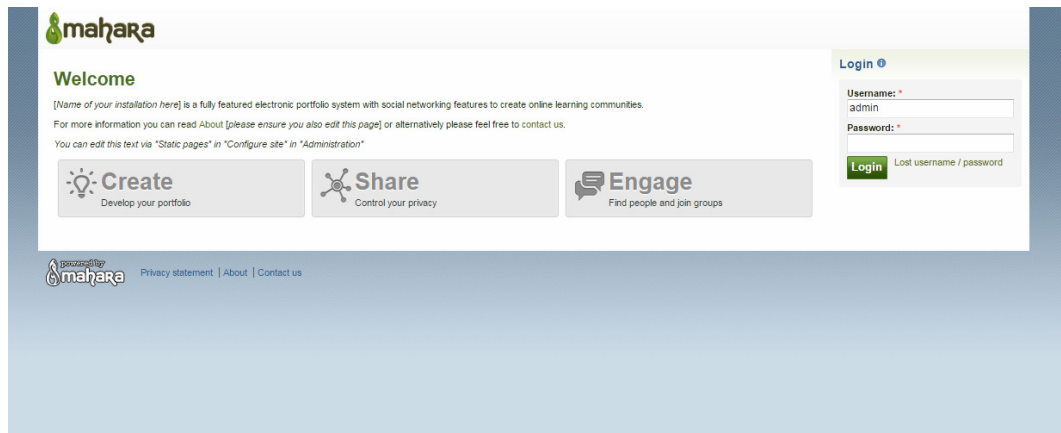 mahara
Welcome
[Name of your installation here] is a fully featured electronic portfolio system with social networking features to create online learning communities.
For more information you can read About [please ensure you also edit this page] or alternatively please feel free to contact us.
You can edit this text via "Static pages" in "Configure site" in "Administration"
Create
Develop your portfolio
Share
Control your privacy
Engage
Find people and join groups
Login
Username: *
admin
Password: *
Login Lost username / password
powered by
mahara
Privacy statement | About | Contact us